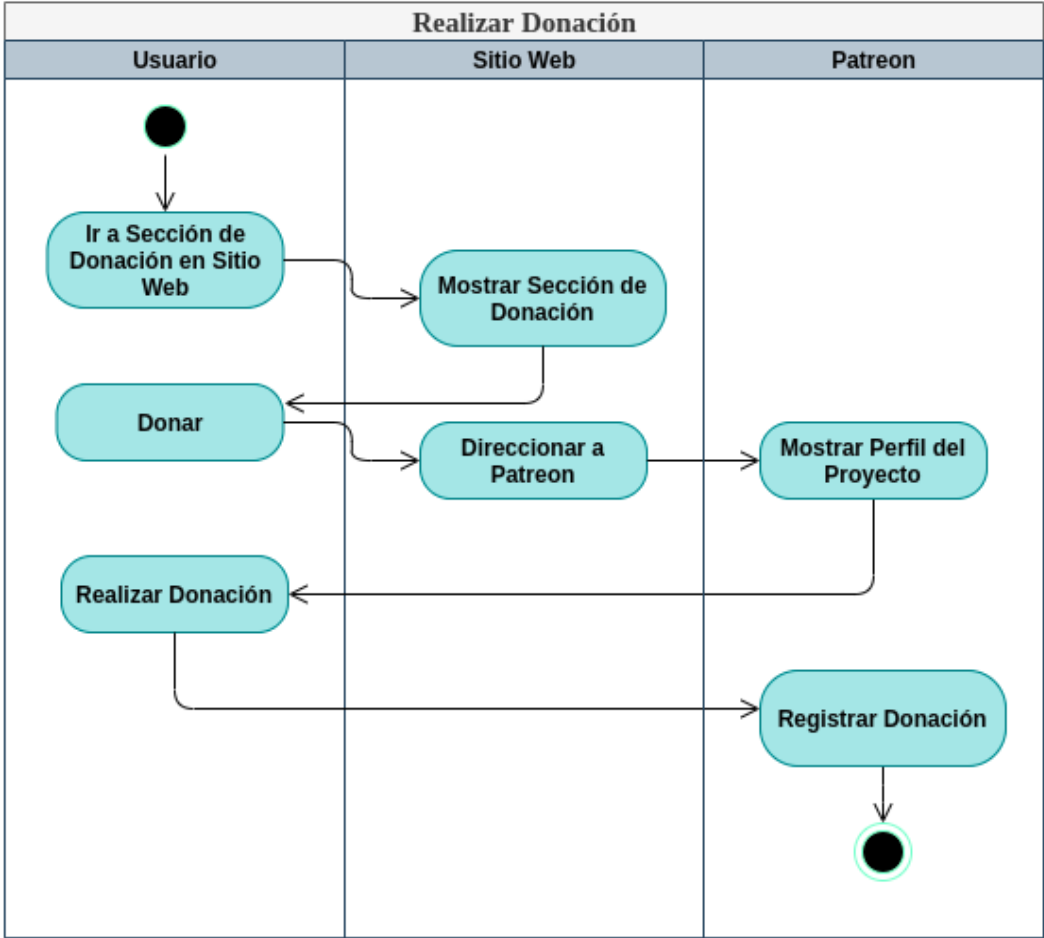 Realizar Donación
Usuario
Sitio Web
Patreon
Ir a Sección de
Donación en Sitio
Web
Mostrar Sección de
Donación
Donar
Direccionar a
Patreon
Mostrar Perfil del
Proyecto
Realizar Donación
Registrar Donación